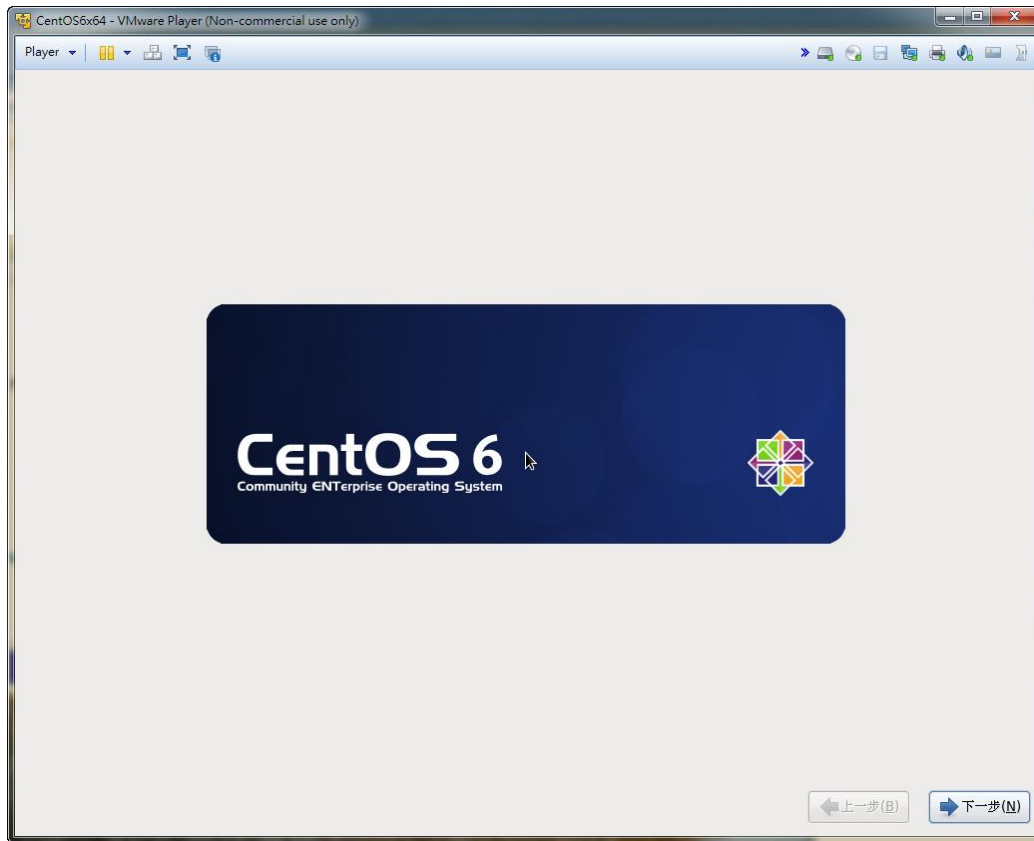 CentOS6x64 - VMware Player (Non-commercial use only)
Player
CentOS 6
Community ENTerprise Operating System
上一步(B)
下一步(N)